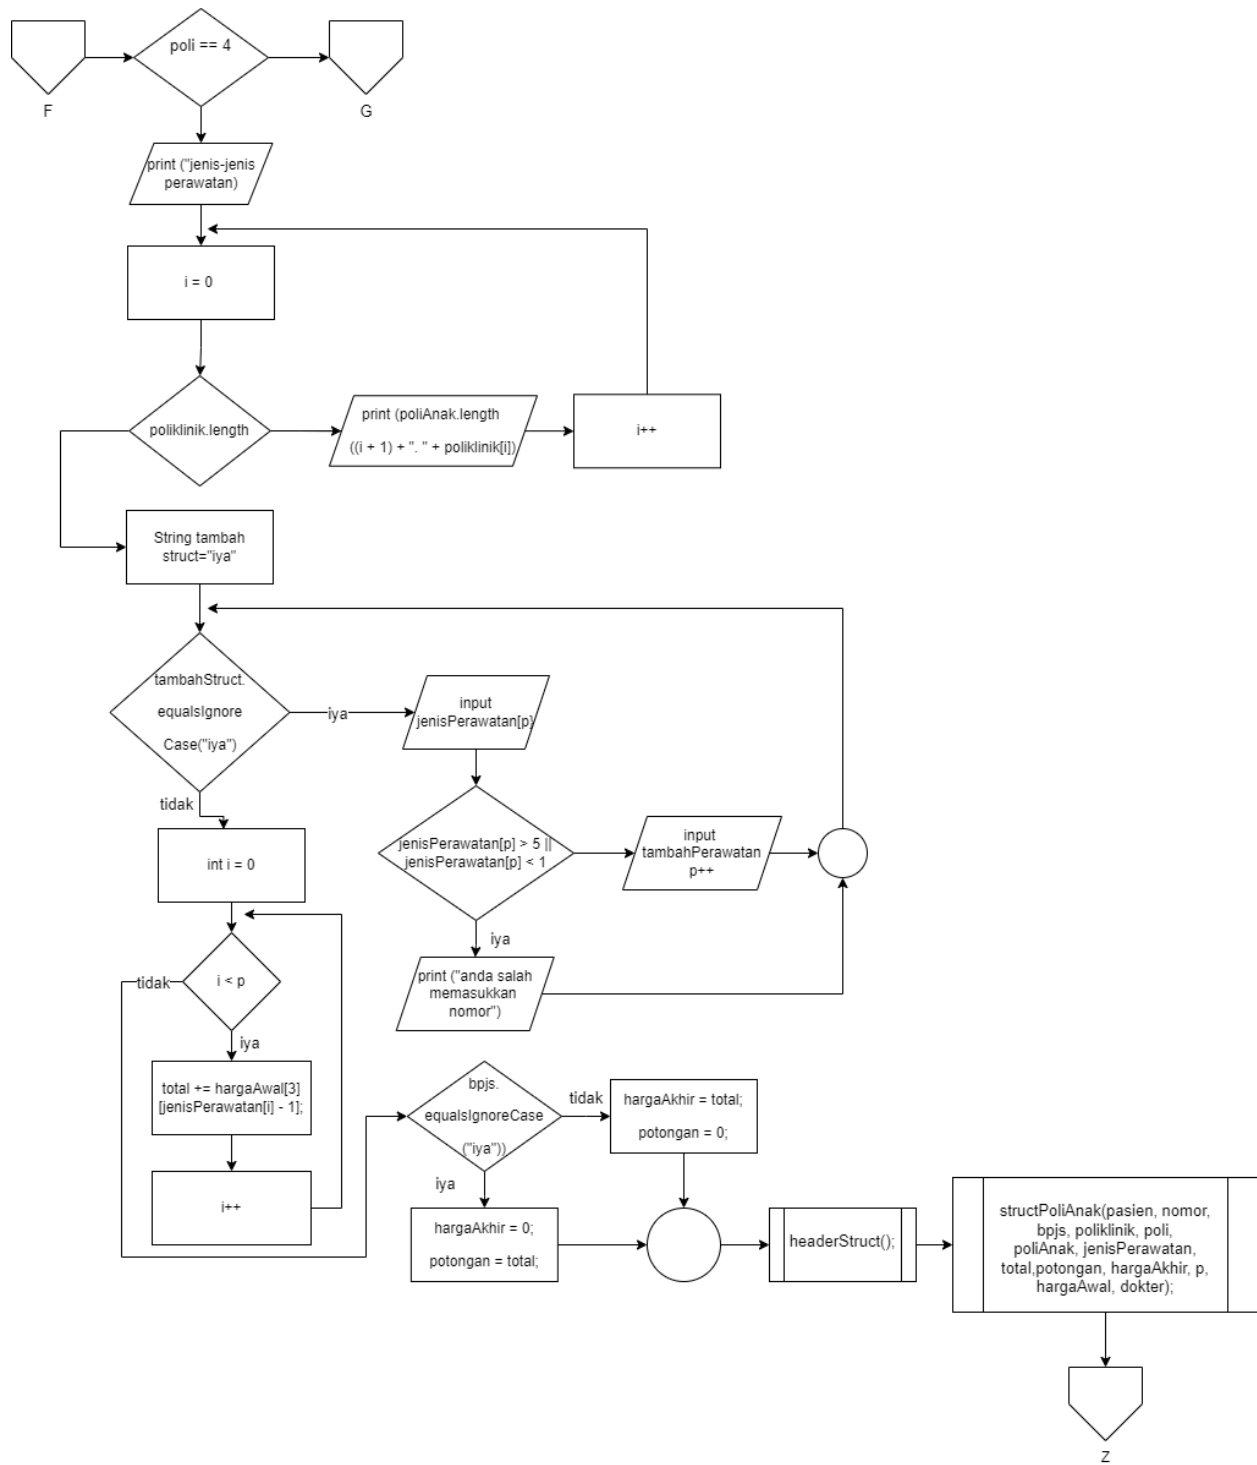 poli == 4
F
G
print ("jenis-jenis
perawatan)
i = 0
poliklinik.length
print (poliAnak.length
((i + 1) + ". " + poliklinik[i])
i++
String tambah
struct="iya"
tambahStruct.
equalsIgnore
Case("iya")
iya
input
jenisPerawatan[p]
tidak
int i = 0
jenisPerawatan[p] > 5 ||
jenisPerawatan[p] < 1
input
tambahPerawatan
p++
iya
print ("anda salah
memasukkan
nomor")
i < p
tidak
iya
total += hargaAwal[3]
[jenisPerawatan[i] - 1];
i++
bpjs.
equalsIgnoreCase
("iya"))
tidak
hargaAkhir = total;
potongan = 0;
iya
hargaAkhir = 0;
potongan = total;
headerStruct();
structPoliAnak(pasien, nomor,
bpjs, poliklinik, poli,
poliAnak, jenisPerawatan,
total,potongan, hargaAkhir, p,
hargaAwal, dokter);
Z